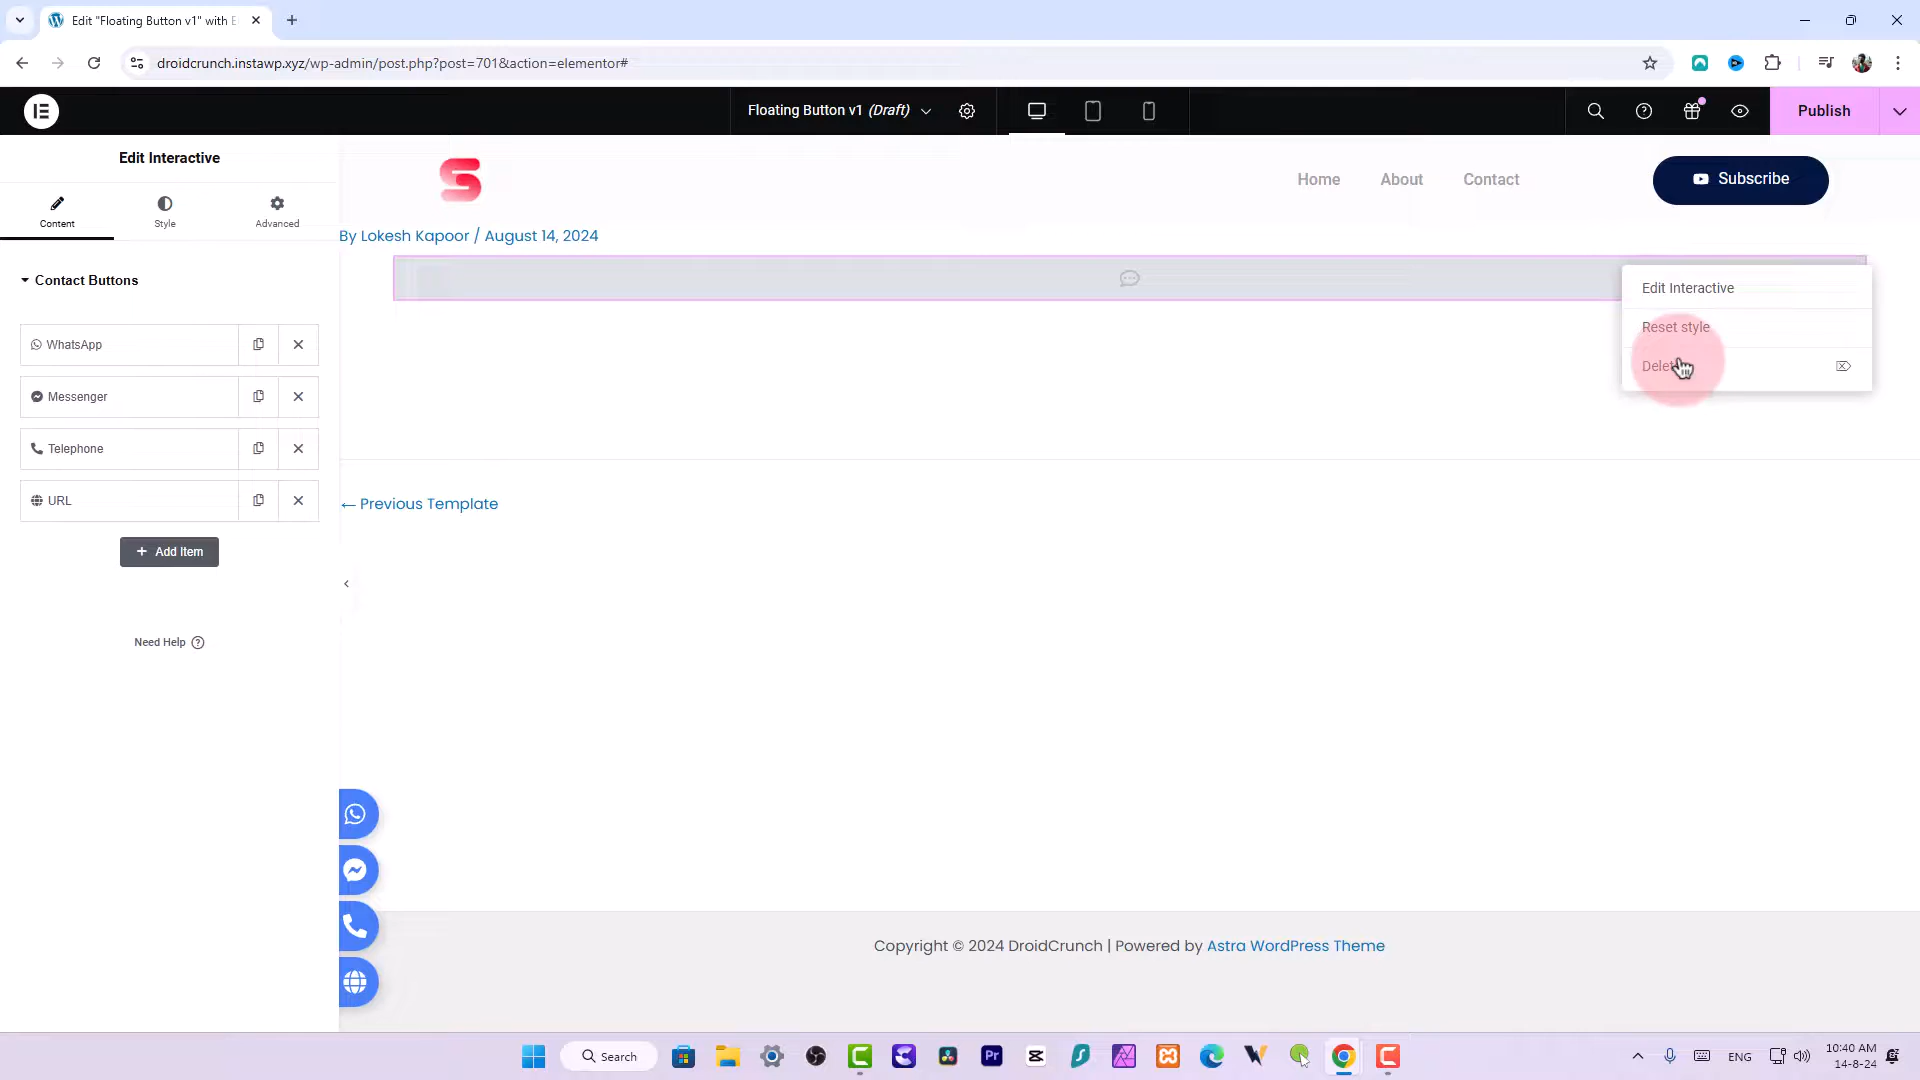 Edit "Floating Button v1" with E
droidcrunch.instawp.xyz/wp-admin/post.php?post=701&action=elementor#
Floating Button v1 (Draft)
Publish
Edit Interactive
Content
Style
Advanced
Contact Buttons
WhatsApp
Messenger
Telephone
URL
Add Item
Need Help
S
Home
About
Contact
Subscribe
By Lokesh Kapoor / August 14, 2024
Edit Interactive
Reset style
Delet
← Previous Template
Copyright © 2024 DroidCrunch | Powered by Astra WordPress Theme
Search
Pr
ENG
10:40 AM
14-8-24